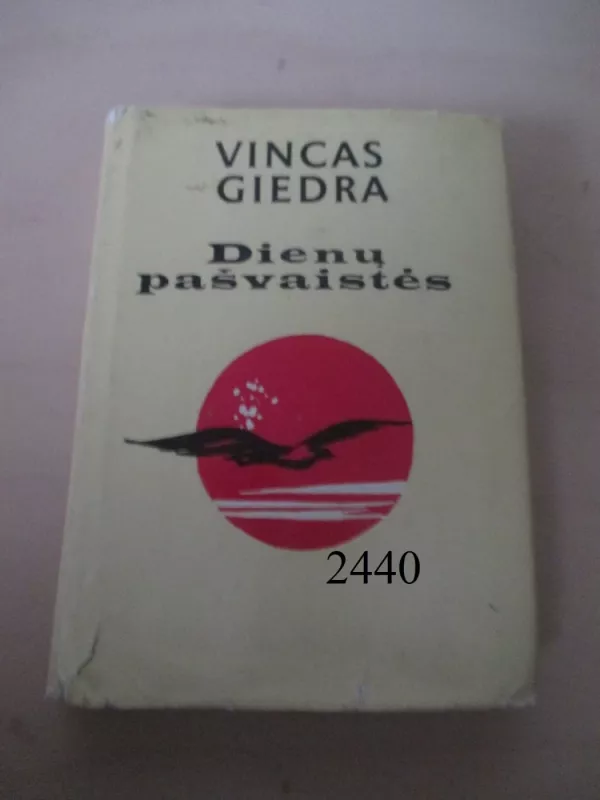 VINCAS
GIEDRA
Dienų
pašvaistės
2440